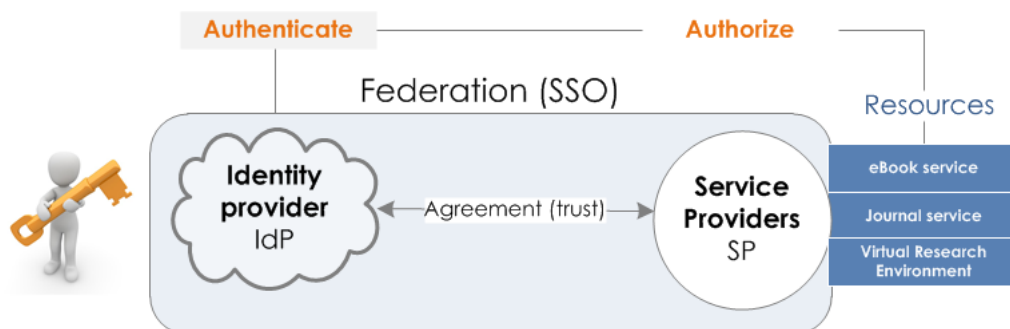 Authenticate
Authorize
Federation (SSO)
Resources
Identity
provider
IdP
Agreement (trust)
Service
Providers
SP
eBook service
Journal service
Virtual Research
Environment